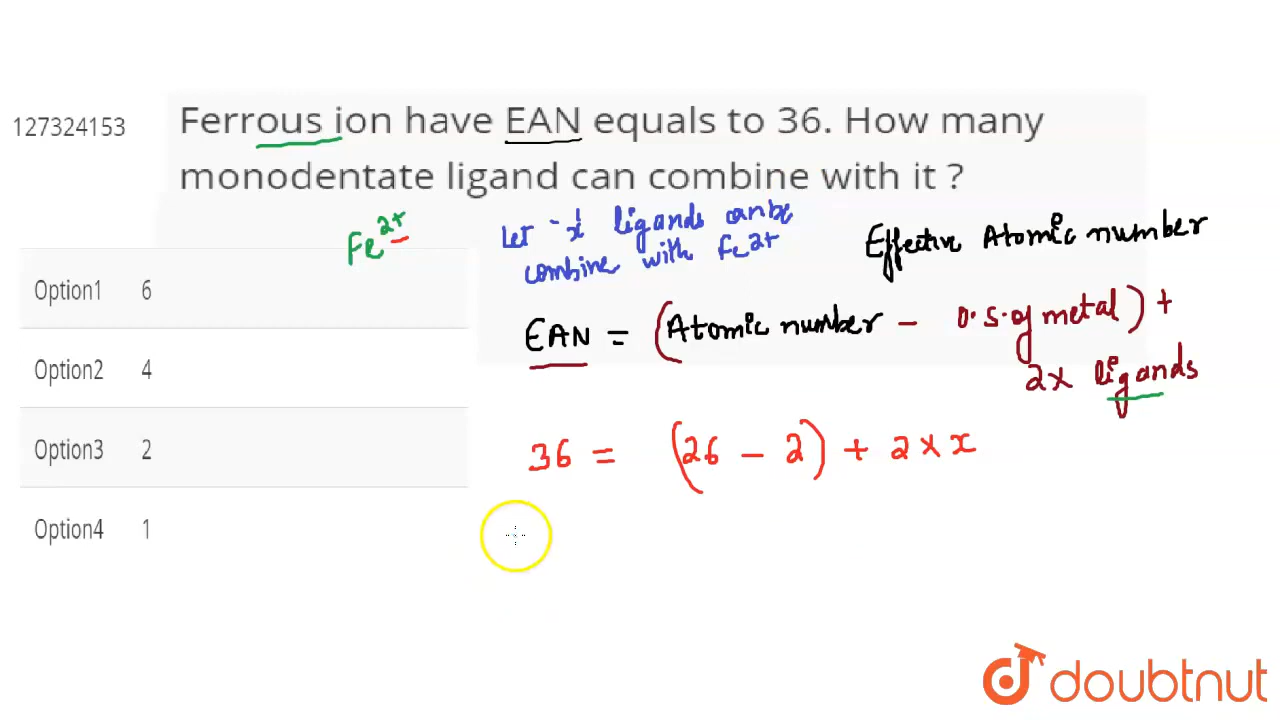 127324153
Ferrous ion have EAN equals to 36. How many
monodentate ligand can combine with it ?
Fe2+
Let x ligands can be
combine with Fe2+
Effective Atomic number
Option1 6
EAN = (Atomic number - O.S. of metal) +
2x ligands
Option2 4
Option3 2
36 = (26 - 2) + 2 x x
Option4 1
doubtnut